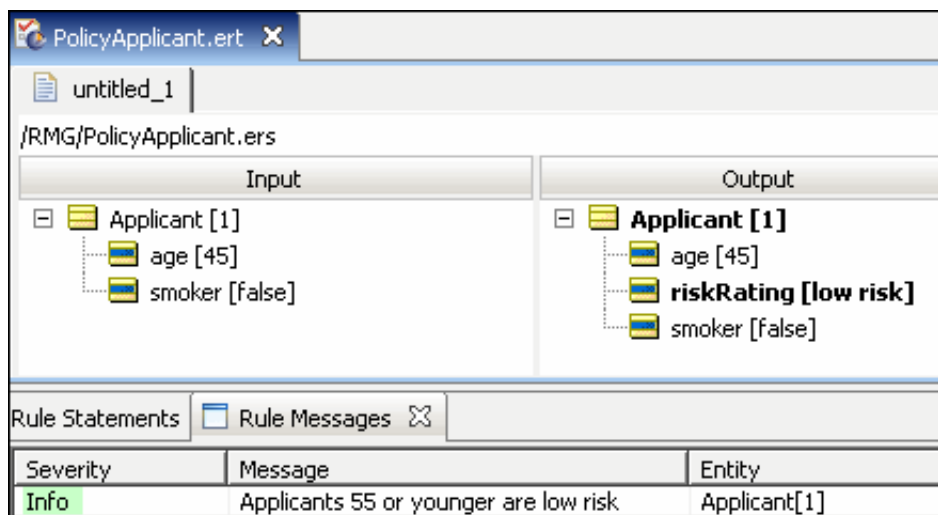 PolicyApplicant.ert
untitled_1
/RMG/PolicyApplicant.ers
Input Output
Applicant [1] Applicant [1]
age [45] age [45]
smoker [false] riskRating [low risk]
smoker [false]
Rule Statements Rule Messages
Severity Message Entity
Info Applicants 55 or younger are low risk Applicant[1]